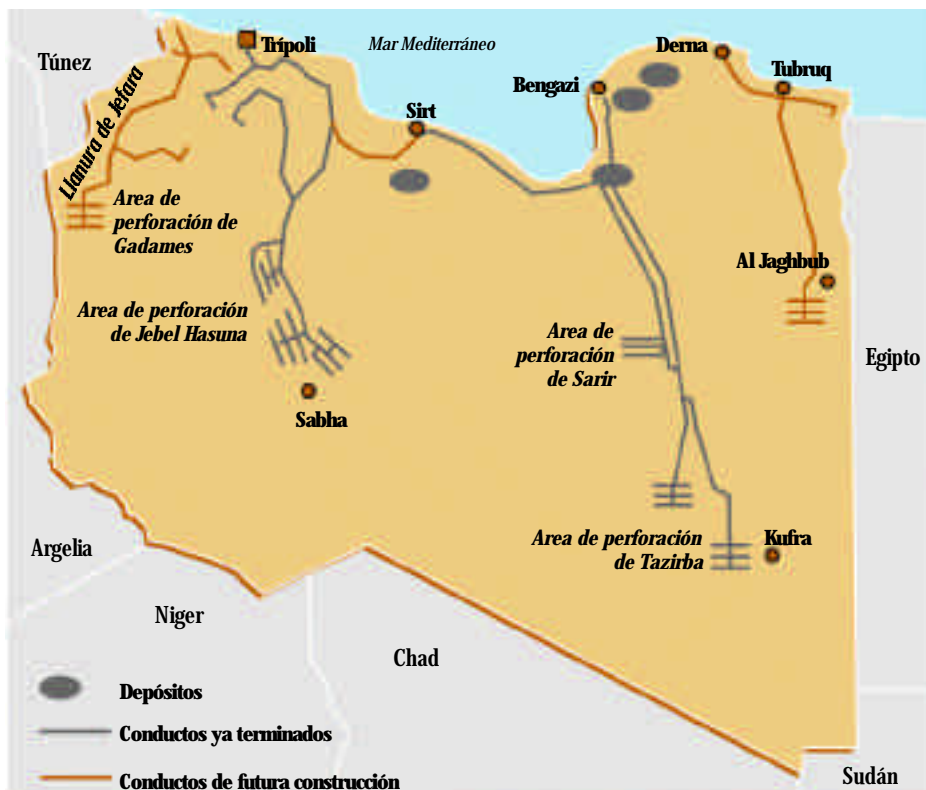 Túnez
Trípoli
Mar Mediterráneo
Derna
Tubruq
Bengazi
Sirt
Llanura de Jefara
Area de
perforación de
Gadames
Al Jaghbub
Area de perforación
de Jebel Hasuna
Area de
perforación
de Sarir
Egipto
Sabha
Argelia
Area de perforación
de Tazirba
Kufra
Niger
Chad
Depósitos
Conductos ya terminados
Conductos de futura construcción
Sudán